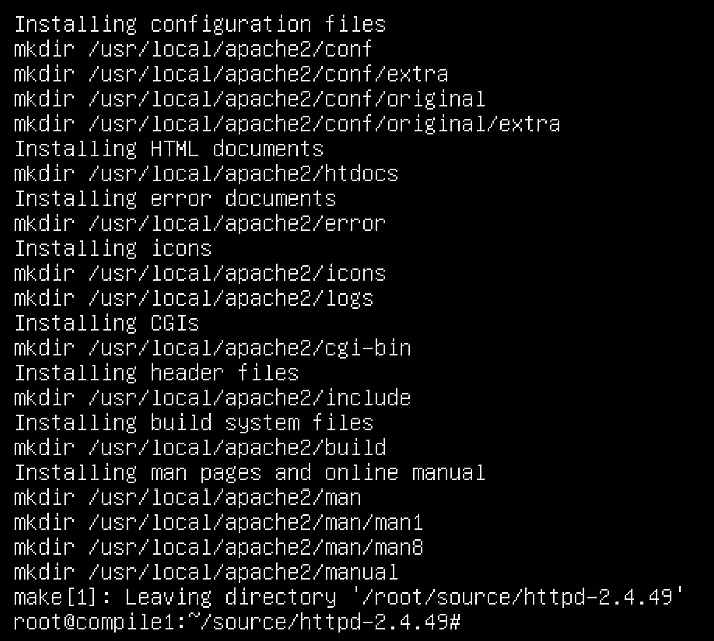 Installing configuration files
mkdir /usr/local/apache2/conf
mkdir /usr/local/apache2/conf/extra
mkdir /usr/local/apache2/conf/original
mkdir /usr/local/apache2/conf/original/extra
Installing HTML documents
mkdir /usr/local/apache2/htdocs
Installing error documents
mkdir /usr/local/apache2/error
Installing icons
mkdir /usr/local/apache2/icons
mkdir /usr/local/apache2/logs
Installing CGIs
mkdir /usr/local/apache2/cgi-bin
Installing header files
mkdir /usr/local/apache2/include
Installing build system files
mkdir /usr/local/apache2/build
Installing man pages and online manual
mkdir /usr/local/apache2/man
mkdir /usr/local/apache2/man/man1
mkdir /usr/local/apache2/man/man8
mkdir /usr/local/apache2/manual
make[1]: Leaving directory '/root/source/httpd-2.4.49'
root@compile1:~/source/httpd-2.4.49#